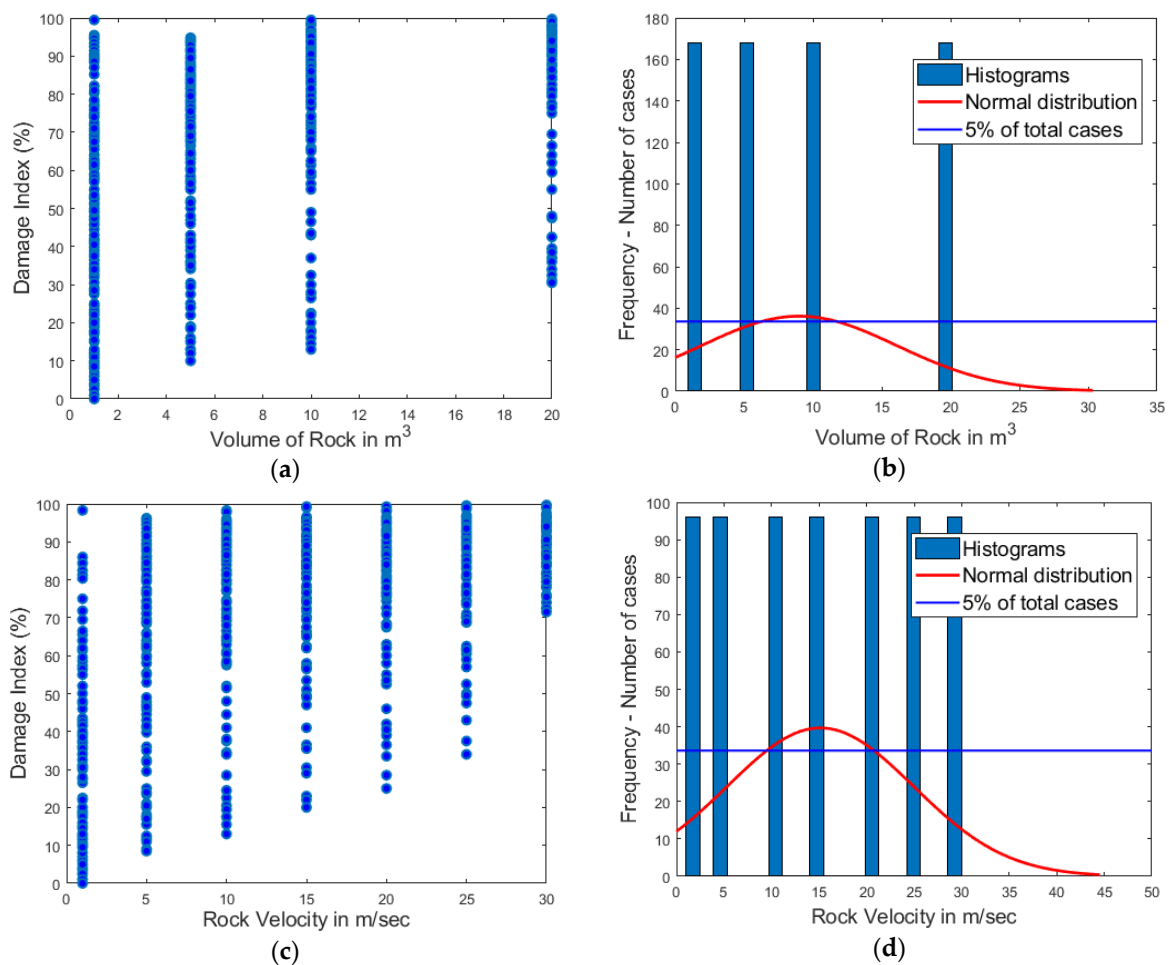 100
90
80
70
60
50
40
30
20
10
0
Damage Index (%)
0 2 4 6 8 10 12 14 16 18 20
Volume of Rock in m³
(a)
180
160
140
120
100
80
60
40
20
0
Frequency - Number of cases
Histograms
Normal distribution
5% of total cases
0 5 10 15 20 25 30 35
Volume of Rock in m³
(b)
100
90
80
70
60
50
40
30
20
10
0
Damage Index (%)
0 5 10 15 20 25 30
Rock Velocity in m/sec
(c)
100
90
80
70
60
50
40
30
20
10
0
Frequency - Number of cases
Histograms
Normal distribution
5% of total cases
0 5 10 15 20 25 30 35 40 45 50
Rock Velocity in m/sec
(d)